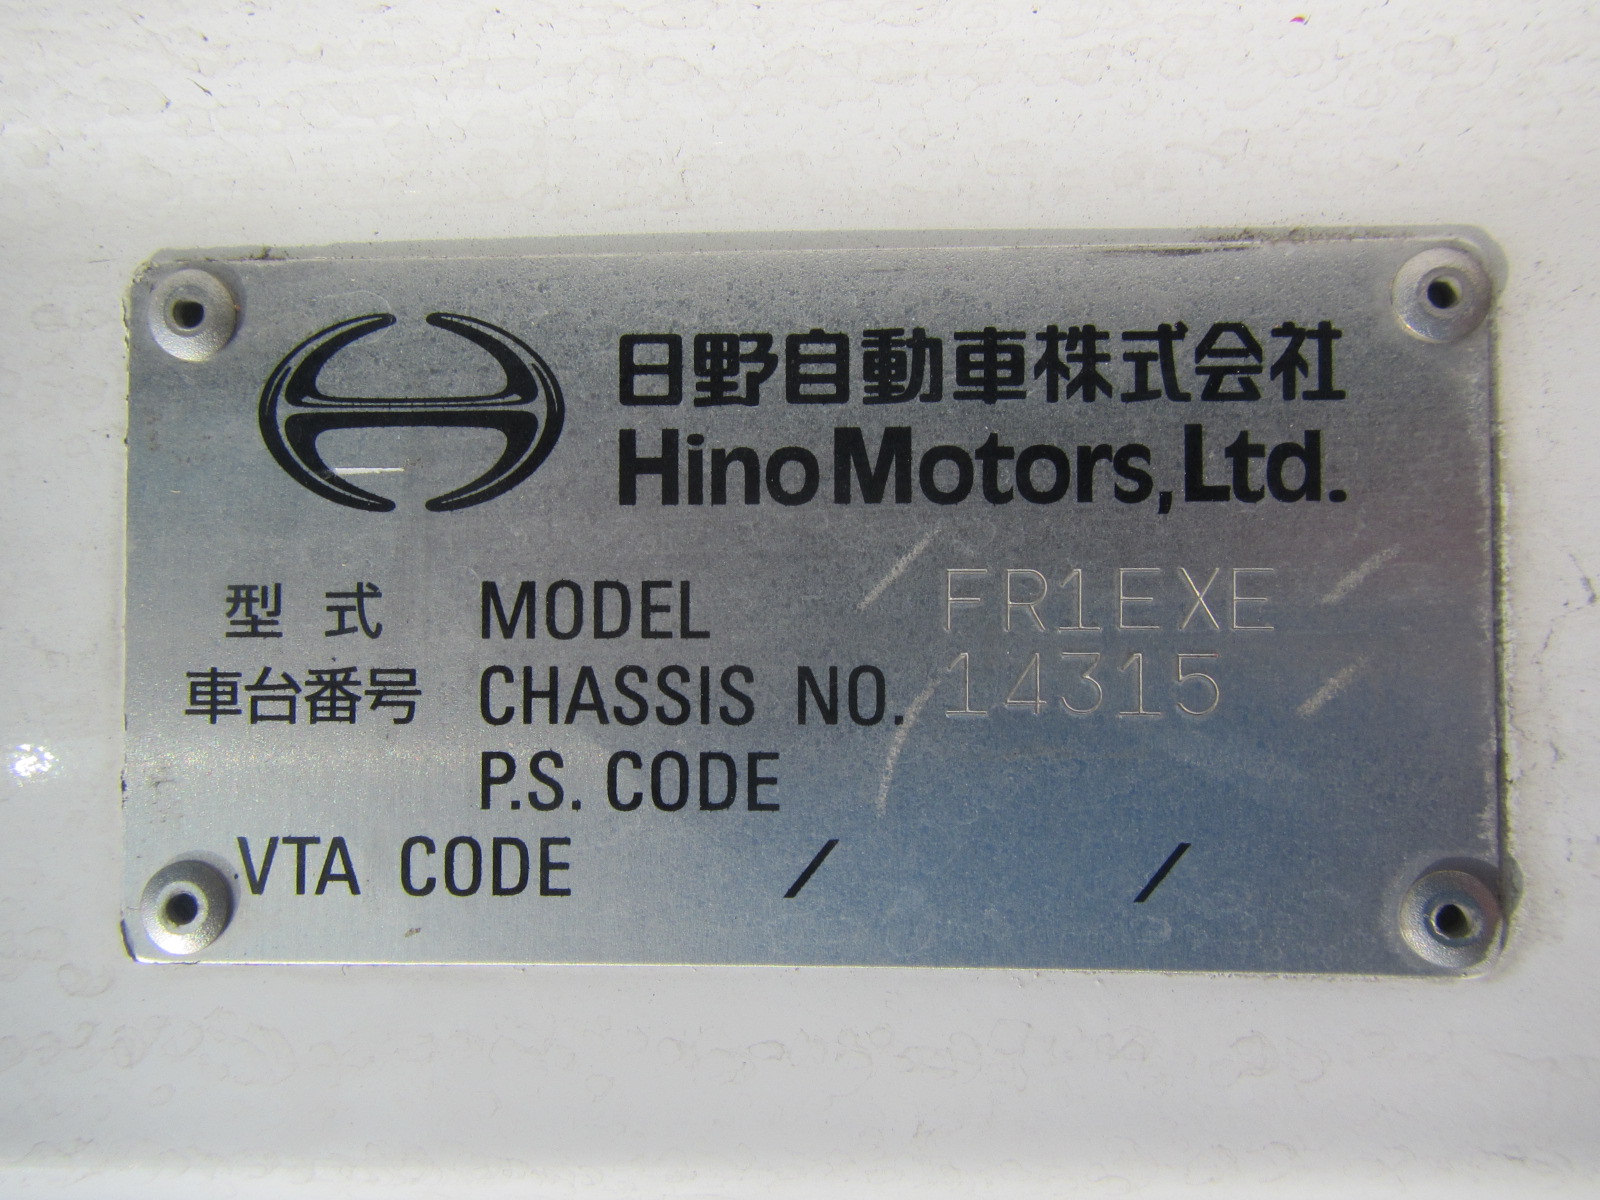 日野自動車株式会社
Hino Motors, Ltd.
型式 MODEL FR1EXE
車台番号 CHASSIS NO. 14315
P.S. CODE
VTA CODE / /